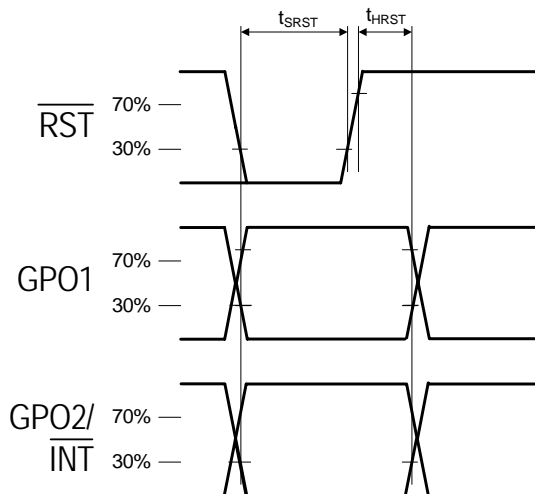 tSRST tHRST
70%
RST
30%
70%
GPO1
30%
GPO2/ 70%
INT 30%